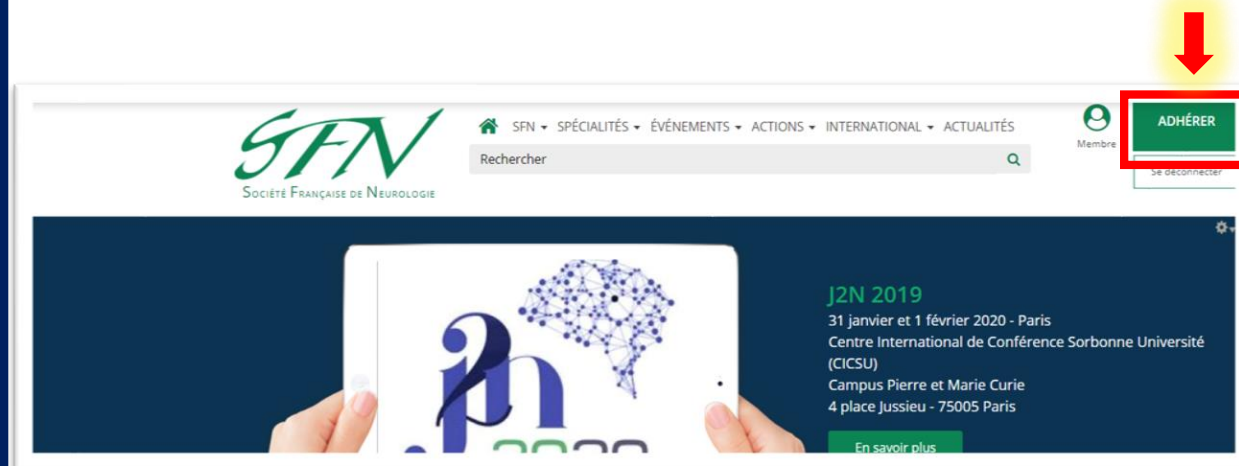 SFN
SOCIÉTÉ FRANÇAISE DE NEUROLOGIE
SFN SPÉCIALITÉS ÉVÉNEMENTS ACTIONS INTERNATIONAL ACTUALITÉS
Rechercher
Membre
ADHÉRER
Se déconnecter
j2n
2020
J2N 2019
31 janvier et 1 février 2020 - Paris
Centre International de Conférence Sorbonne Université
(CICSU)
Campus Pierre et Marie Curie
4 place Jussieu - 75005 Paris
En savoir plus